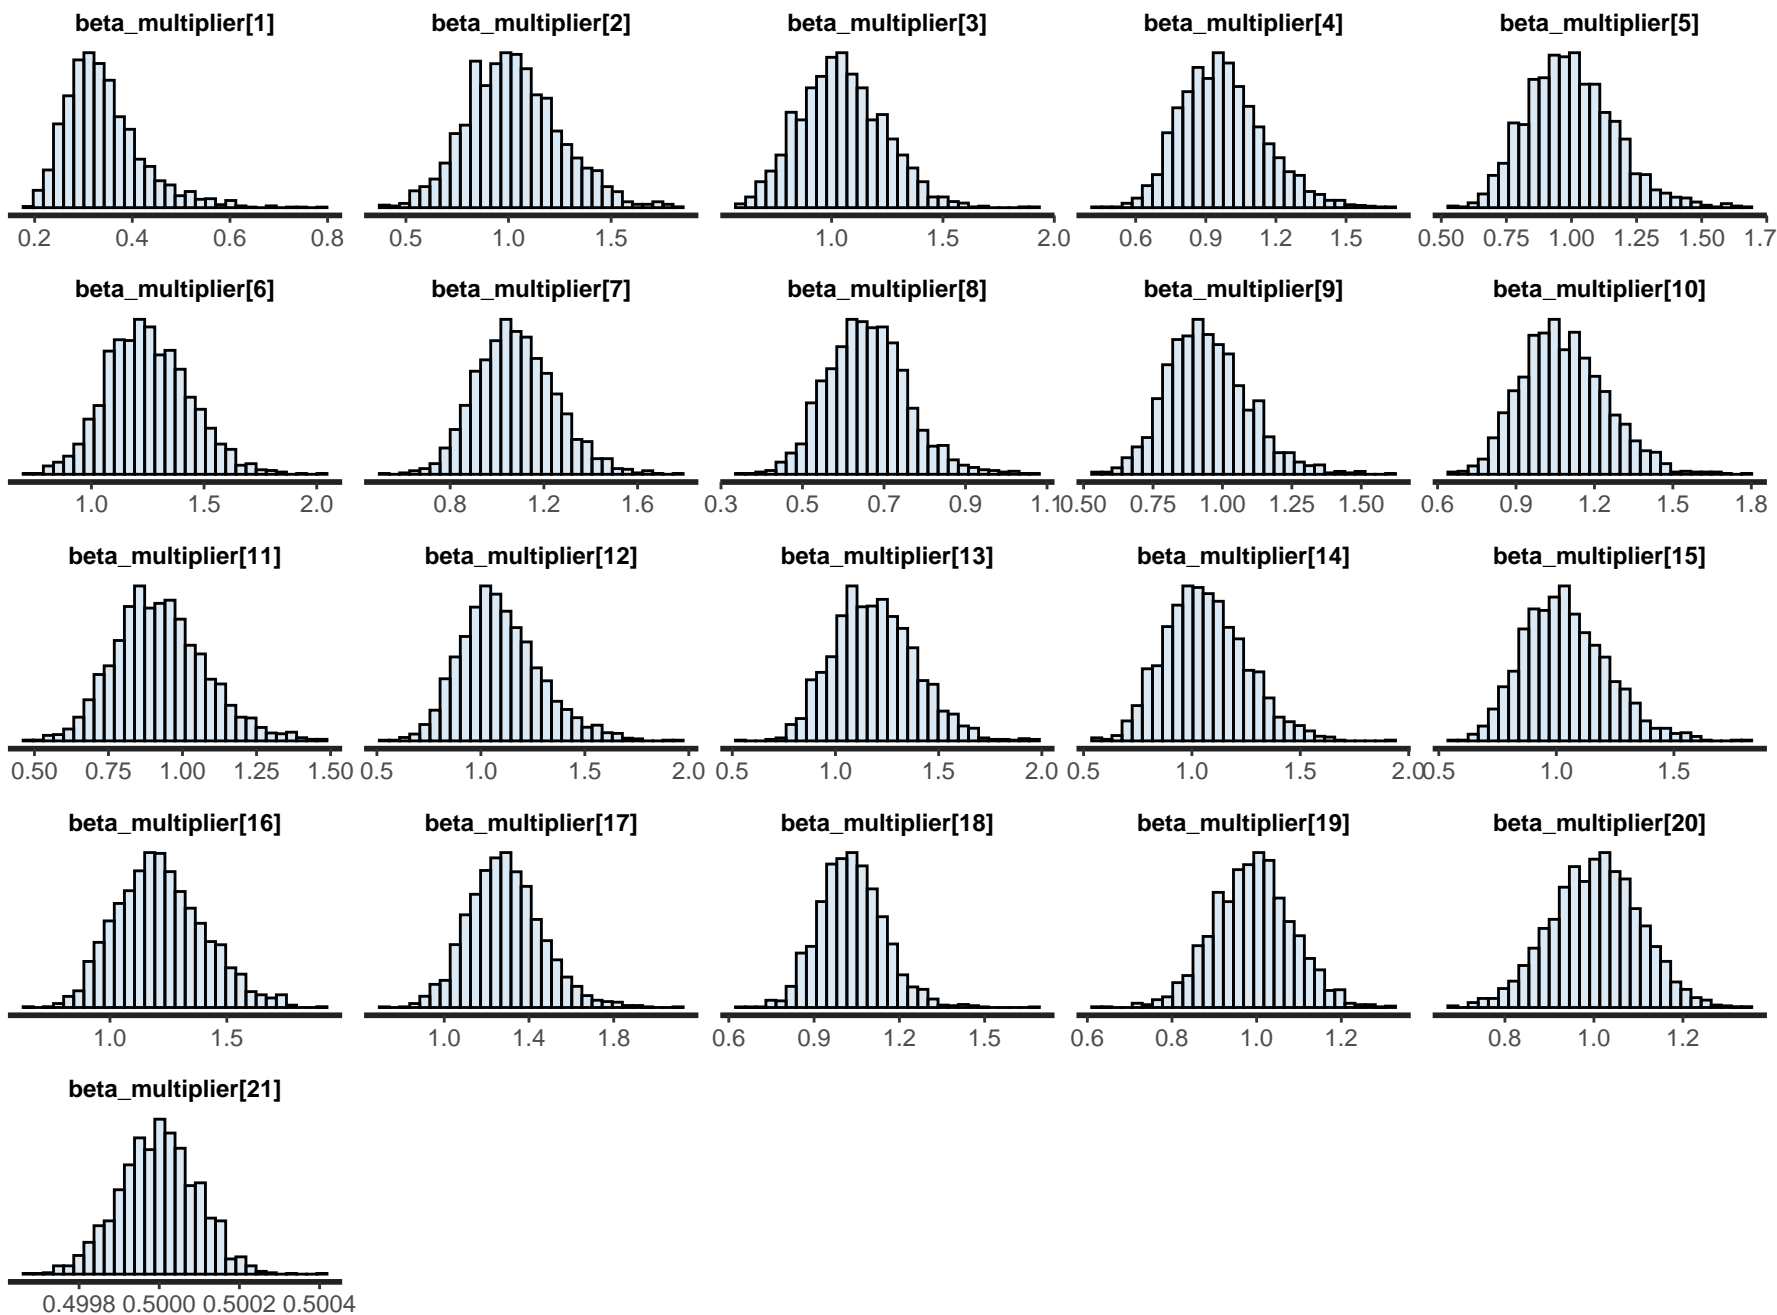 beta_multiplier[1] beta_multiplier[2] beta_multiplier[3] beta_multiplier[4] beta_multiplier[5]
0.2 0.4 0.6 0.8 0.5 1.0 1.5 1.0 1.5 2.0 0.6 0.9 1.2 1.5 0.50 0.75 1.00 1.25 1.50 1.7
beta_multiplier[6] beta_multiplier[7] beta_multiplier[8] beta_multiplier[9] beta_multiplier[10]
1.0 1.5 2.0 0.8 1.2 1.6 0.3 0.5 0.7 0.9 1.1 0.50 0.75 1.00 1.25 1.50 0.6 0.9 1.2 1.5 1.8
beta_multiplier[11] beta_multiplier[12] beta_multiplier[13] beta_multiplier[14] beta_multiplier[15]
0.50 0.75 1.00 1.25 1.50 0.5 1.0 1.5 2.0 0.5 1.0 1.5 2.0 0.5 1.0 1.5 2.0 0.5 1.0 1.5
beta_multiplier[16] beta_multiplier[17] beta_multiplier[18] beta_multiplier[19] beta_multiplier[20]
1.0 1.5 1.0 1.4 1.8 0.6 0.9 1.2 1.5 0.6 0.8 1.0 1.2 0.8 1.0 1.2
beta_multiplier[21]
0.4998 0.5000 0.5002 0.5004